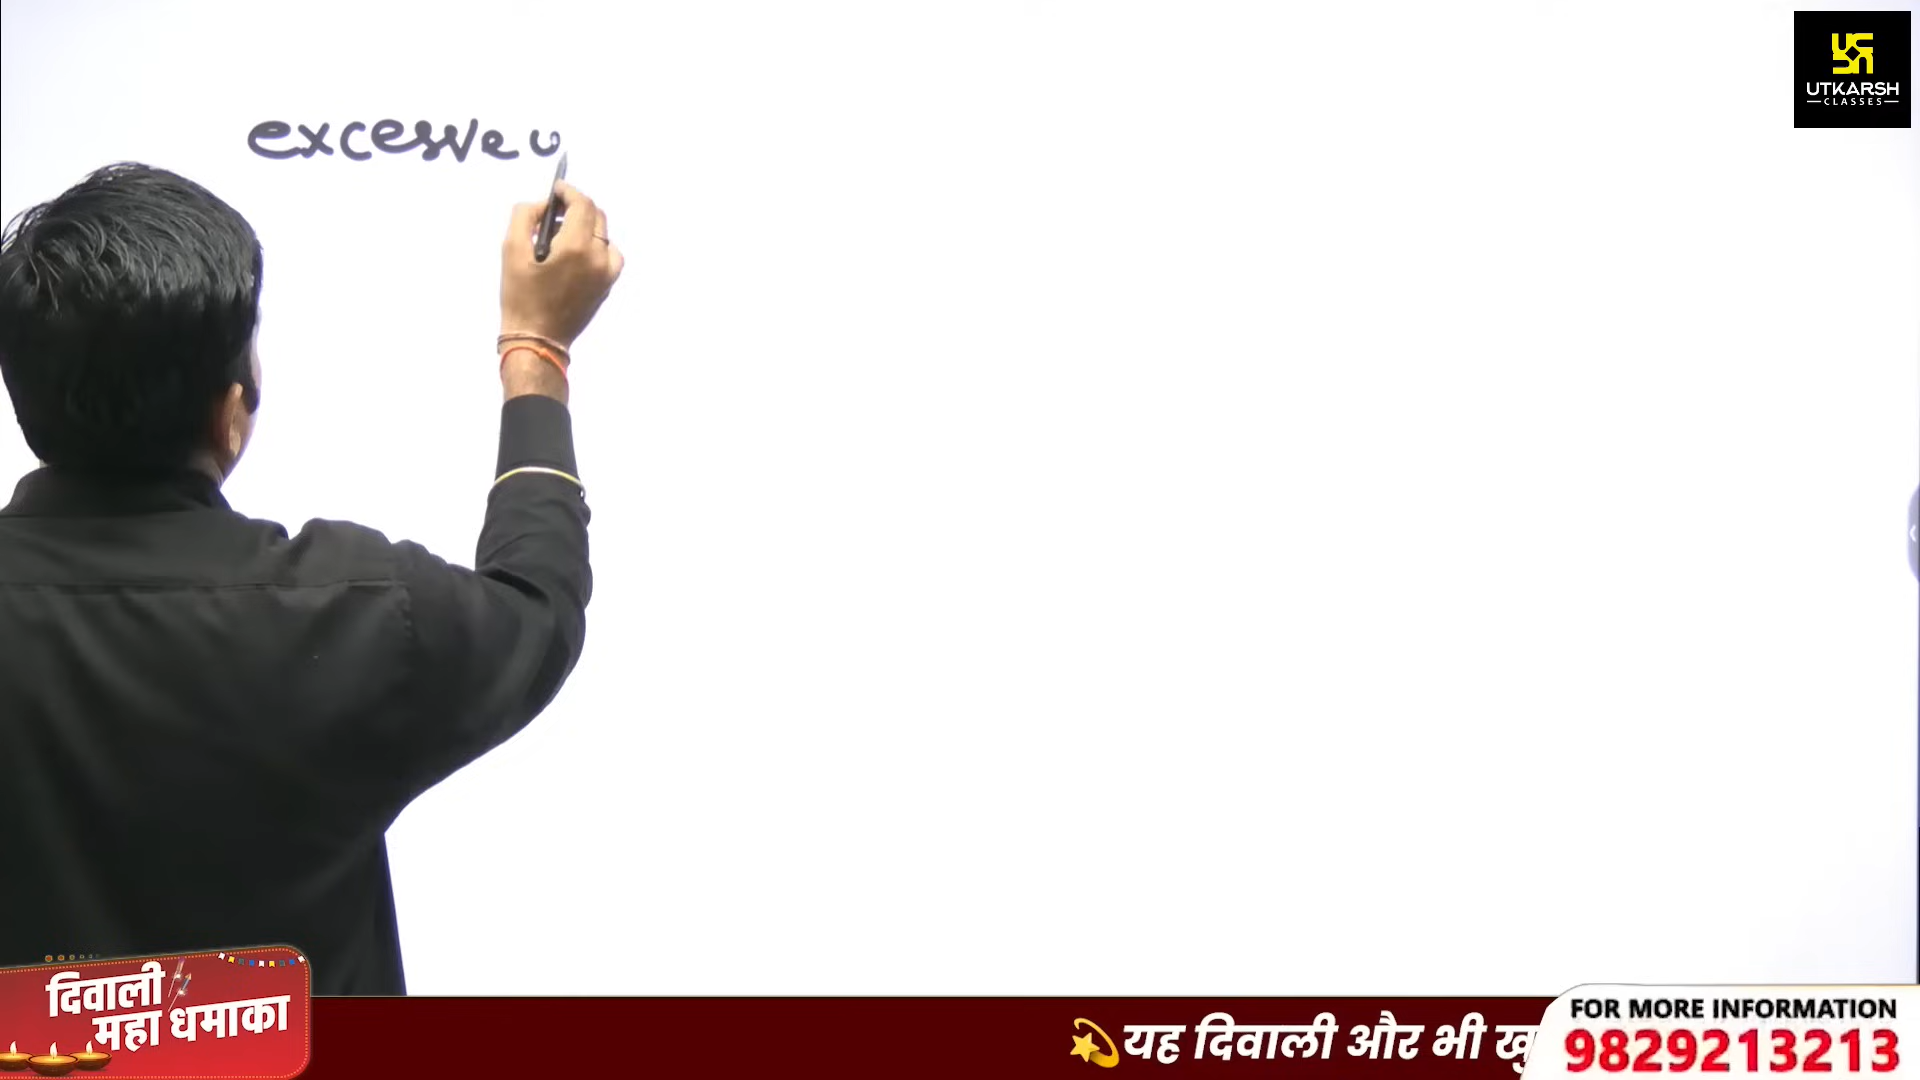 excessive u
UTKARSH
CLASSES
दिवाली
महा धमाका
यह दिवाली और भी खु
FOR MORE INFORMATION
9829213213